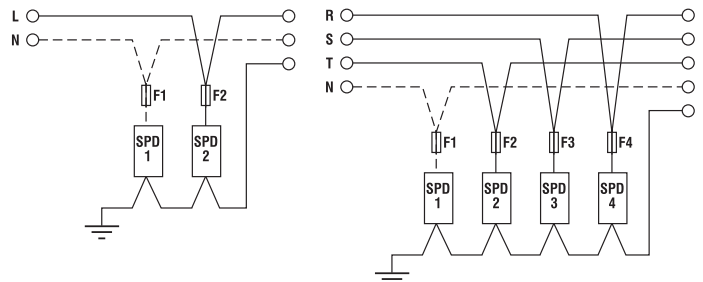 L
N
F1 F2
SPD 1
SPD 2
R
S
T
N
F1 F2 F3 F4
SPD 1
SPD 2
SPD 3
SPD 4